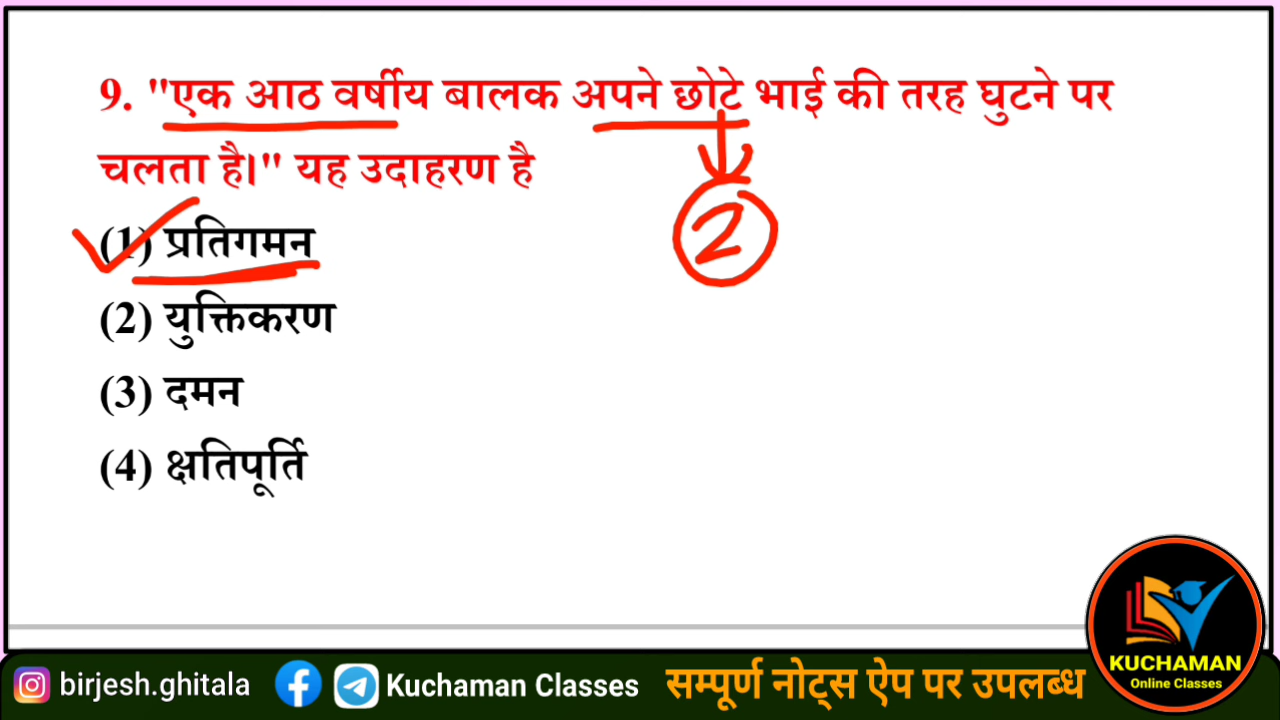 9. "एक आठ वर्षीय बालक अपने छोटे भाई की तरह घुटने पर
चलता है।" यह उदाहरण है
(1) प्रतिगमन
2
(2) युक्तिकरण
(3) दमन
(4) क्षतिपूर्ति
KUCHAMAN
Online Classes
birjesh.ghitala
Kuchaman Classes
सम्पूर्ण नोट्स ऐप पर उपलब्ध